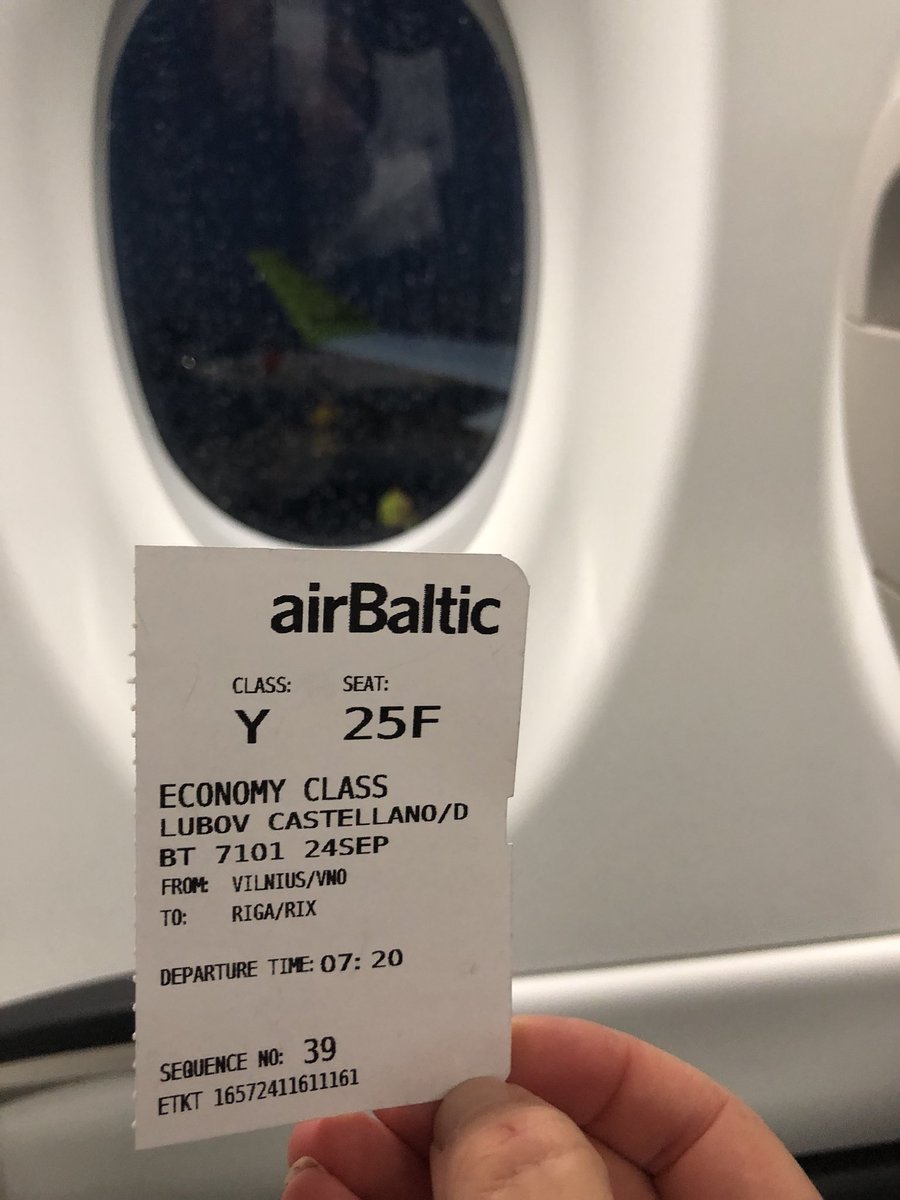 airBaltic
CLASS: SEAT:
Y 25F
ECONOMY CLASS
LUBOV CASTELLANO/D
BT 7101 24SEP
FROM: VILNIUS/VNO
TO: RIGA/RIX
DEPARTURE TIME: 07: 20
SEQUENCE NO: 39
ETKT 16572411611161